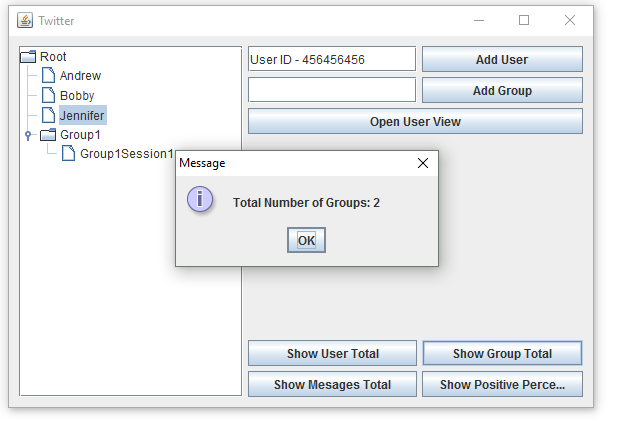 Twitter
Root
Andrew
Bobby
Jennifer
Group1
Group1Session1
User ID - 456456456
Add User
Add Group
Open User View
Message
i
Total Number of Groups: 2
OK
Show User Total
Show Group Total
Show Mesages Total
Show Positive Perce...